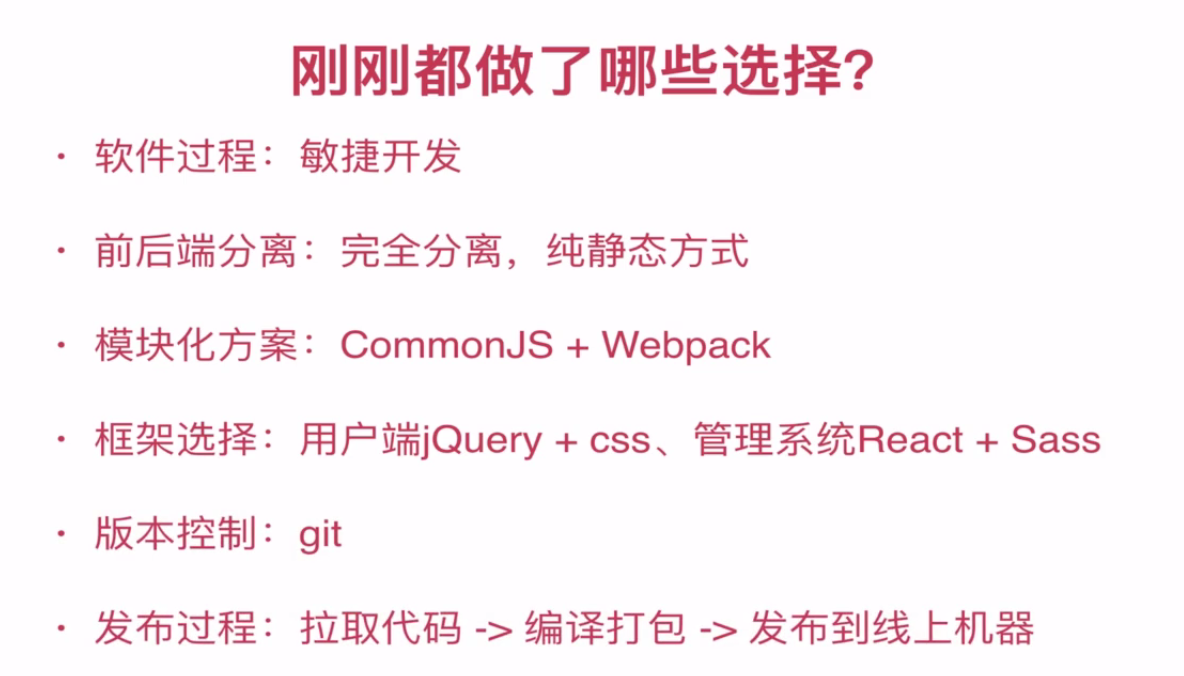 刚刚都做了哪些选择?
· 软件过程：敏捷开发
· 前后端分离：完全分离，纯静态方式
· 模块化方案：CommonJS + Webpack
· 框架选择：用户端jQuery + css、管理系统React + Sass
· 版本控制：git
· 发布过程：拉取代码 -> 编译打包 -> 发布到线上机器